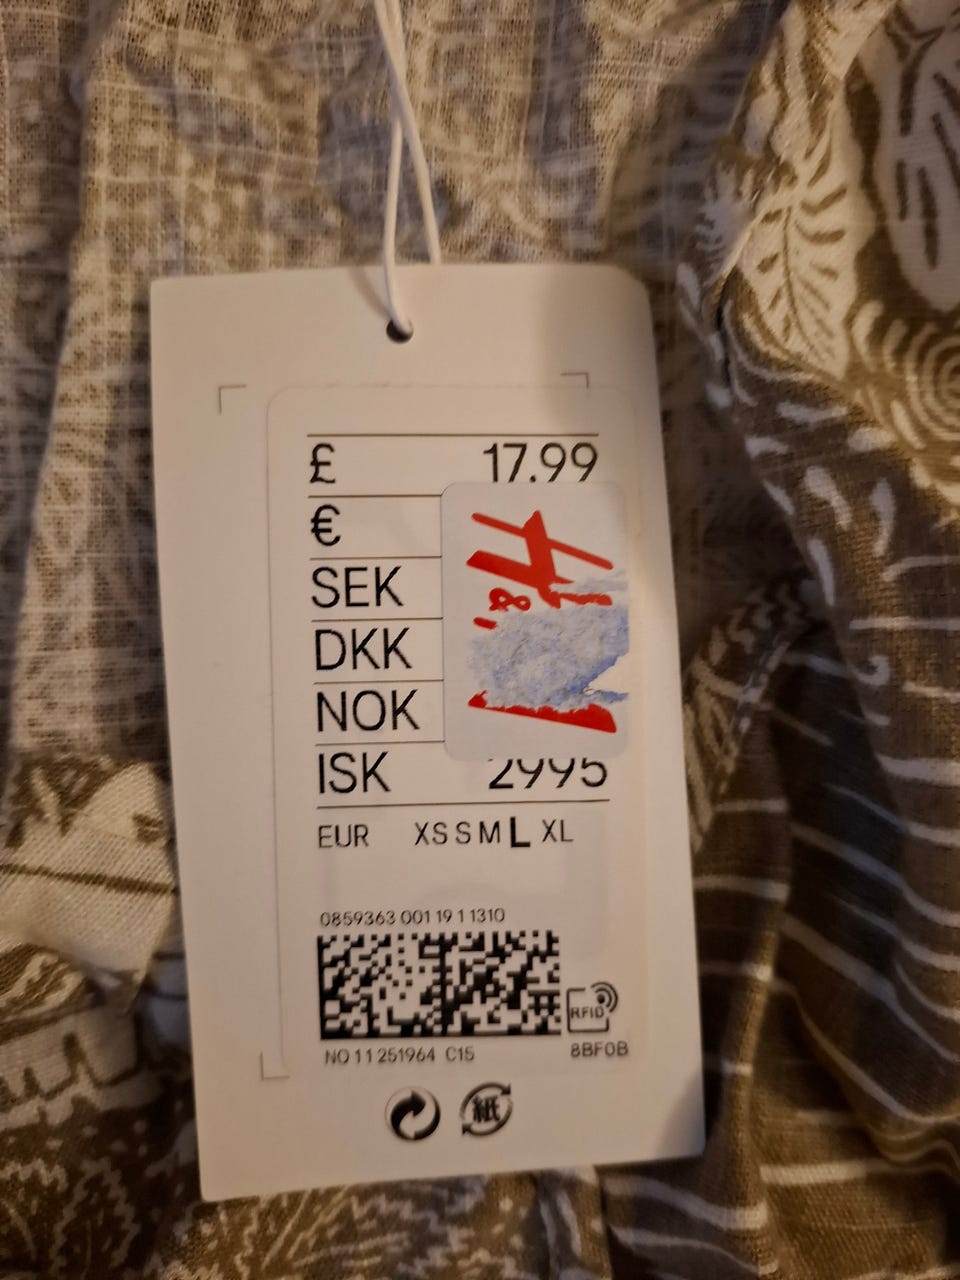 £ 17.99
€
SEK
DKK
NOK
ISK 2995
H&
EUR XS S M L XL
0859363 001 19 1 1310
RFID
NO 11 251964 C15 8BF0B
紙